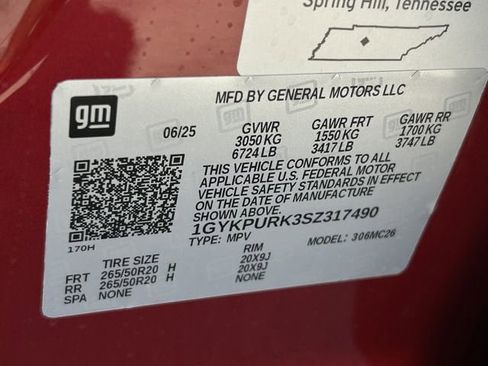 Spring Hill, Tennessee
gm
MFD BY GENERAL MOTORS LLC
06/25 GVWR GAWR FRT GAWR RR
3050 KG 1550 KG 1700 KG
6724 LB 3417 LB 3747 LB
THIS VEHICLE CONFORMS TO ALL
APPLICABLE U.S. FEDERAL MOTOR
VEHICLE SAFETY STANDARDS IN EFFECT
ON THE DATE OF MANUFACTURE
1GYKPURK3SZ317490
TYPE: MPV MODEL: 306MC26
170H
TIRE SIZE RIM
FRT 265/50R20 H 20X9J
RR 265/50R20 H 20X9J
SPA NONE NONE